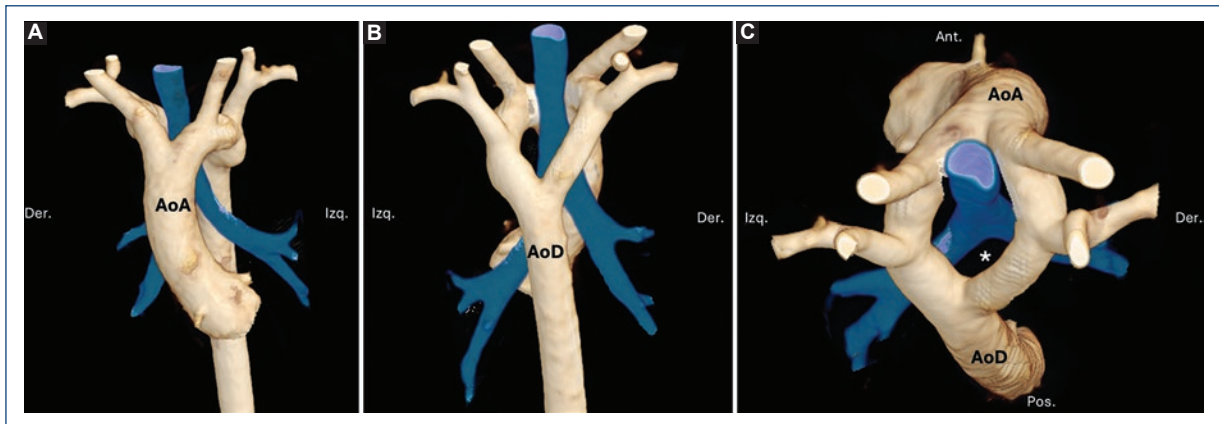 A
Der.
AoA
Izq.
B
Izq.
AoD
Der.
C
Ant.
AoA
Izq.
Der.
*
AoD
Pos.